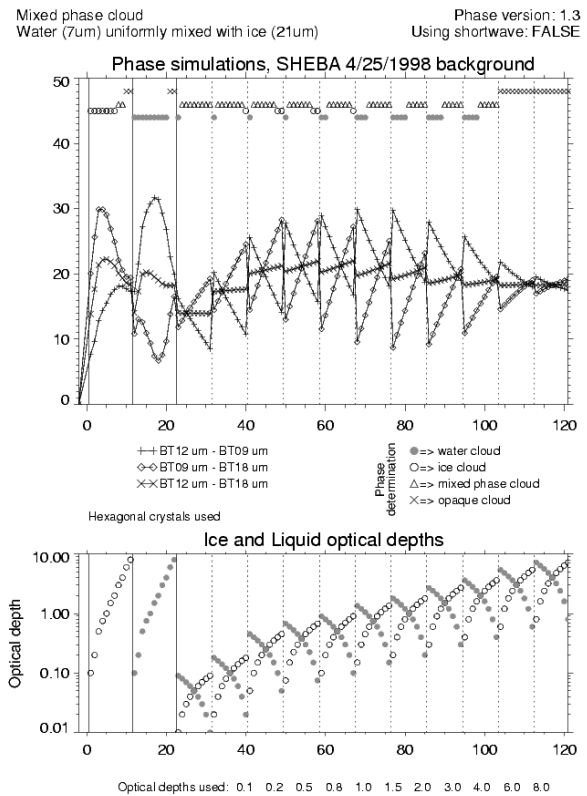 Mixed phase cloud
Phase version: 1.3
Water (7um) uniformly mixed with ice (21um)
Using shortwave: FALSE
Phase simulations, SHEBA 4/25/1998 background
50
40
30
20
10
0
0 20 40 60 80 100 120
BT12 um - BT09 um
BT09 um - BT18 um
BT12 um - BT18 um
Phase
determination
=> water cloud
=> ice cloud
=> mixed phase cloud
=> opaque cloud
Hexagonal crystals used
Ice and Liquid optical depths
Optical depth
10.00
1.00
0.10
0.01
0 20 40 60 80 100 120
Optical depths used: 0.1 0.2 0.5 0.8 1.0 1.5 2.0 3.0 4.0 6.0 8.0